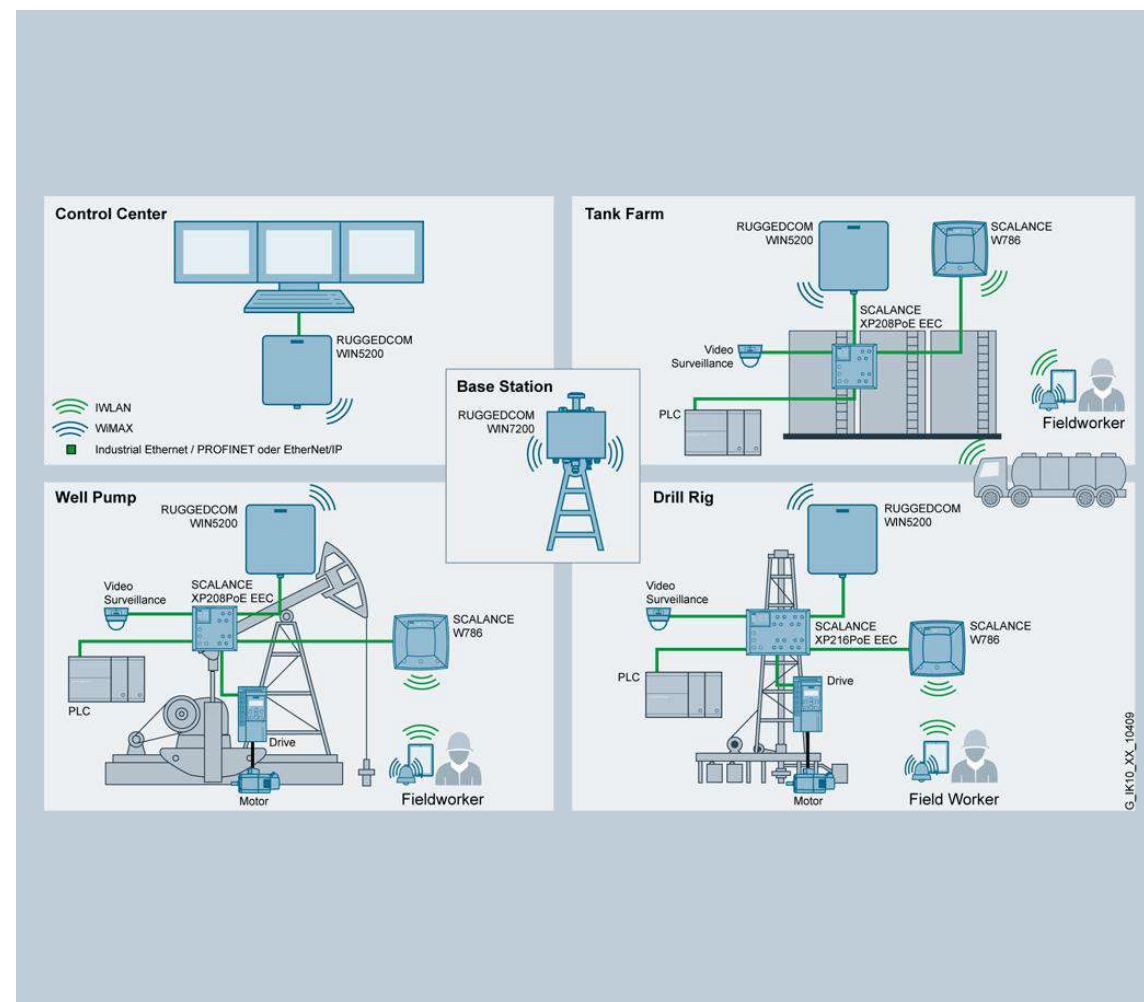 Control Center
RUGGEDCOM
WIN5200
IWLAN
WiMAX
Industrial Ethernet / PROFINET oder EtherNet/IP
Tank Farm
RUGGEDCOM
WIN5200
SCALANCE
W786
SCALANCE
XP208PoE EEC
Video
Surveillance
PLC
Fieldworker
Base Station
RUGGEDCOM
WIN7200
Well Pump
RUGGEDCOM
WIN5200
Video
Surveillance
SCALANCE
XP208PoE EEC
SCALANCE
W786
PLC
Drive
Motor
Fieldworker
Drill Rig
RUGGEDCOM
WIN5200
Video
Surveillance
SCALANCE
XP216PoE EEC
SCALANCE
W786
PLC
Drive
Motor
Field Worker
G_IK10_XX_10409